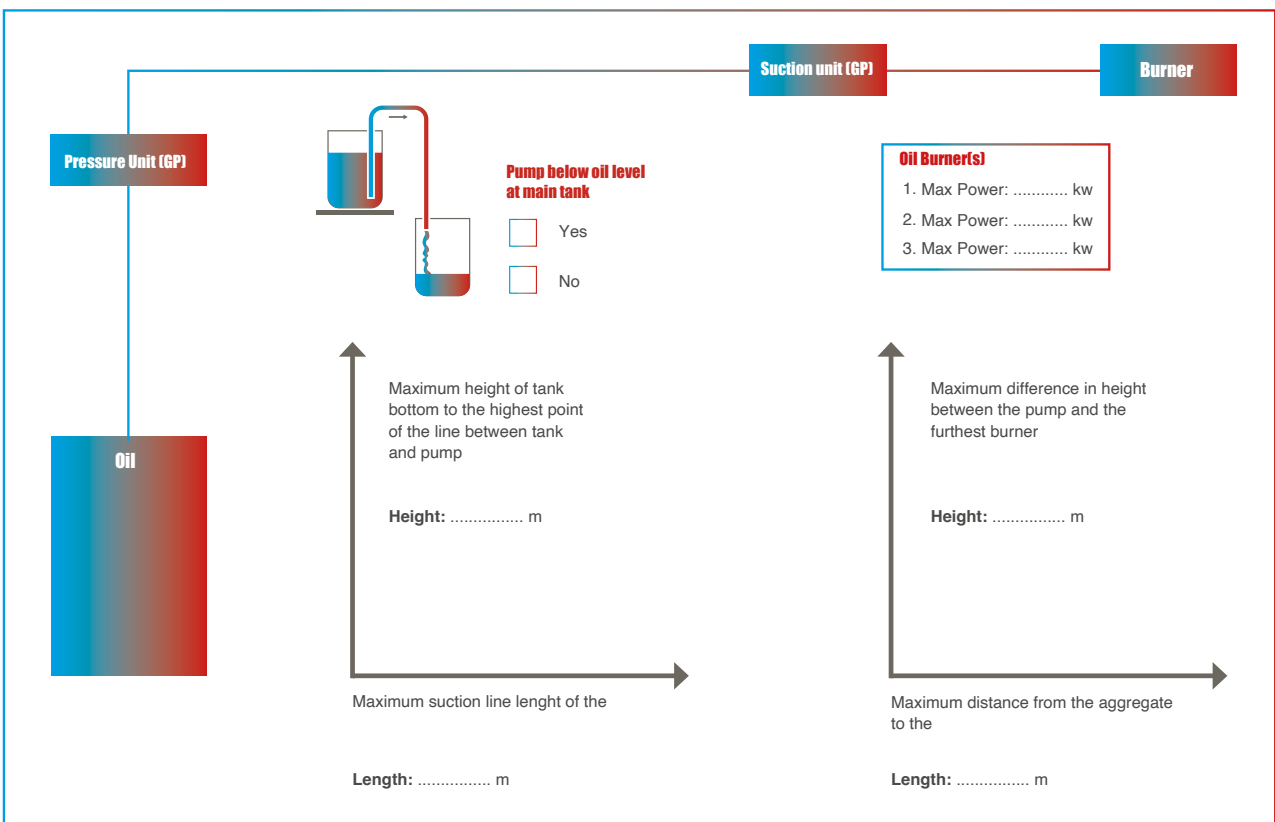 Suction unit (GP)
Burner
Pressure Unit (GP)
Pump below oil level
at main tank
Yes
No
Oil Burner(s)
1. Max Power: ........... kw
2. Max Power: ........... kw
3. Max Power: ........... kw
Oil
Maximum height of tank
bottom to the highest point
of the line between tank
and pump
Height: ................ m
Maximum suction line lenght of the
Length: ................ m
Maximum difference in height
between the pump and the
furthest burner
Height: ................ m
Maximum distance from the aggregate
to the
Length: ................ m